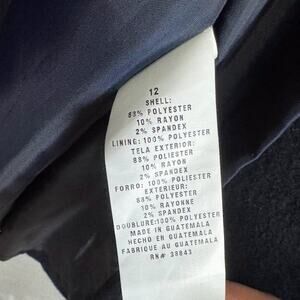 12
SHELL:
88% POLYESTER
10% RAYON
2% SPANDEX
LINING: 100% POLYESTER
TELA EXTERIOR:
88% POLIESTER
10% RAYON
2% SPANDEX
FORRO: 100% POLIESTER
EXTERIEUR:
88% POLYESTER
10% RAYONNE
2% SPANDEX
DOUBLURE:100% POLYESTER
MADE IN GUATEMALA
HECHO EN GUATEMALA
FABRIQUE AU GUATEMALA
RN# 38843